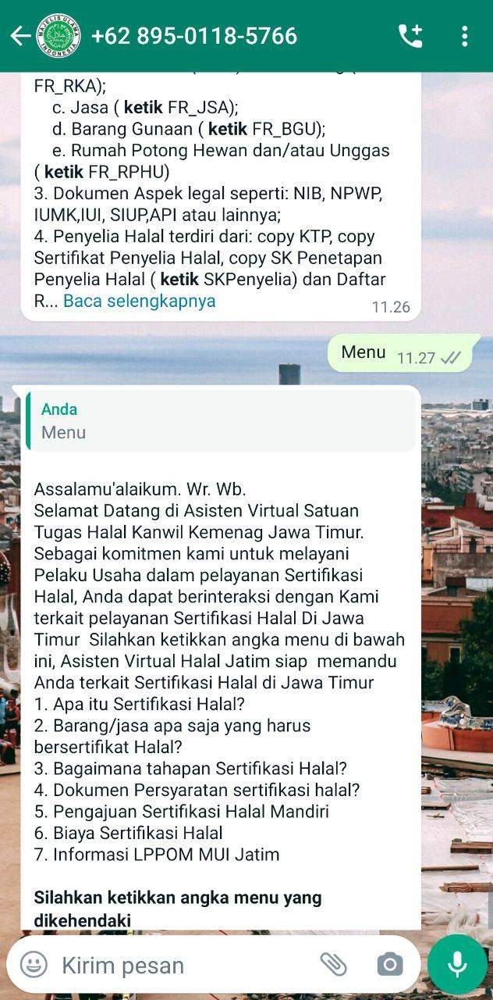 +62 895-0118-5766
MAJELIS ULAMA
INDONESIA
حلال
FR_RKA);
c. Jasa ( ketik FR_JSA);
d. Barang Gunaan ( ketik FR_BGU);
e. Rumah Potong Hewan dan/atau Unggas
( ketik FR_RPHU)
3. Dokumen Aspek legal seperti: NIB, NPWP,
IUMK,IUI, SIUP,API atau lainnya;
4. Penyelia Halal terdiri dari: copy KTP, copy
Sertifikat Penyelia Halal, copy SK Penetapan
Penyelia Halal ( ketik SKPenyelia) dan Daftar
R... Baca selengkapnya
11.26
Menu 11.27
Anda
Menu
Assalamu'alaikum. Wr. Wb.
Selamat Datang di Asisten Virtual Satuan
Tugas Halal Kanwil Kemenag Jawa Timur.
Sebagai komitmen kami untuk melayani
Pelaku Usaha dalam pelayanan Sertifikasi
Halal, Anda dapat berinteraksi dengan Kami
terkait pelayanan Sertifikasi Halal Di Jawa
Timur  Silahkan ketikkan angka menu di bawah
ini, Asisten Virtual Halal Jatim siap  memandu
Anda terkait Sertifikasi Halal di Jawa Timur
1. Apa itu Sertifikasi Halal?
2. Barang/jasa apa saja yang harus
bersertifikat Halal?
3. Bagaimana tahapan Sertifikasi Halal?
4. Dokumen Persyaratan sertifikasi halal?
5. Pengajuan Sertifikasi Halal Mandiri
6. Biaya Sertifikasi Halal
7. Informasi LPPOM MUI Jatim
Silahkan ketikkan angka menu yang
dikehendaki
Kirim pesan